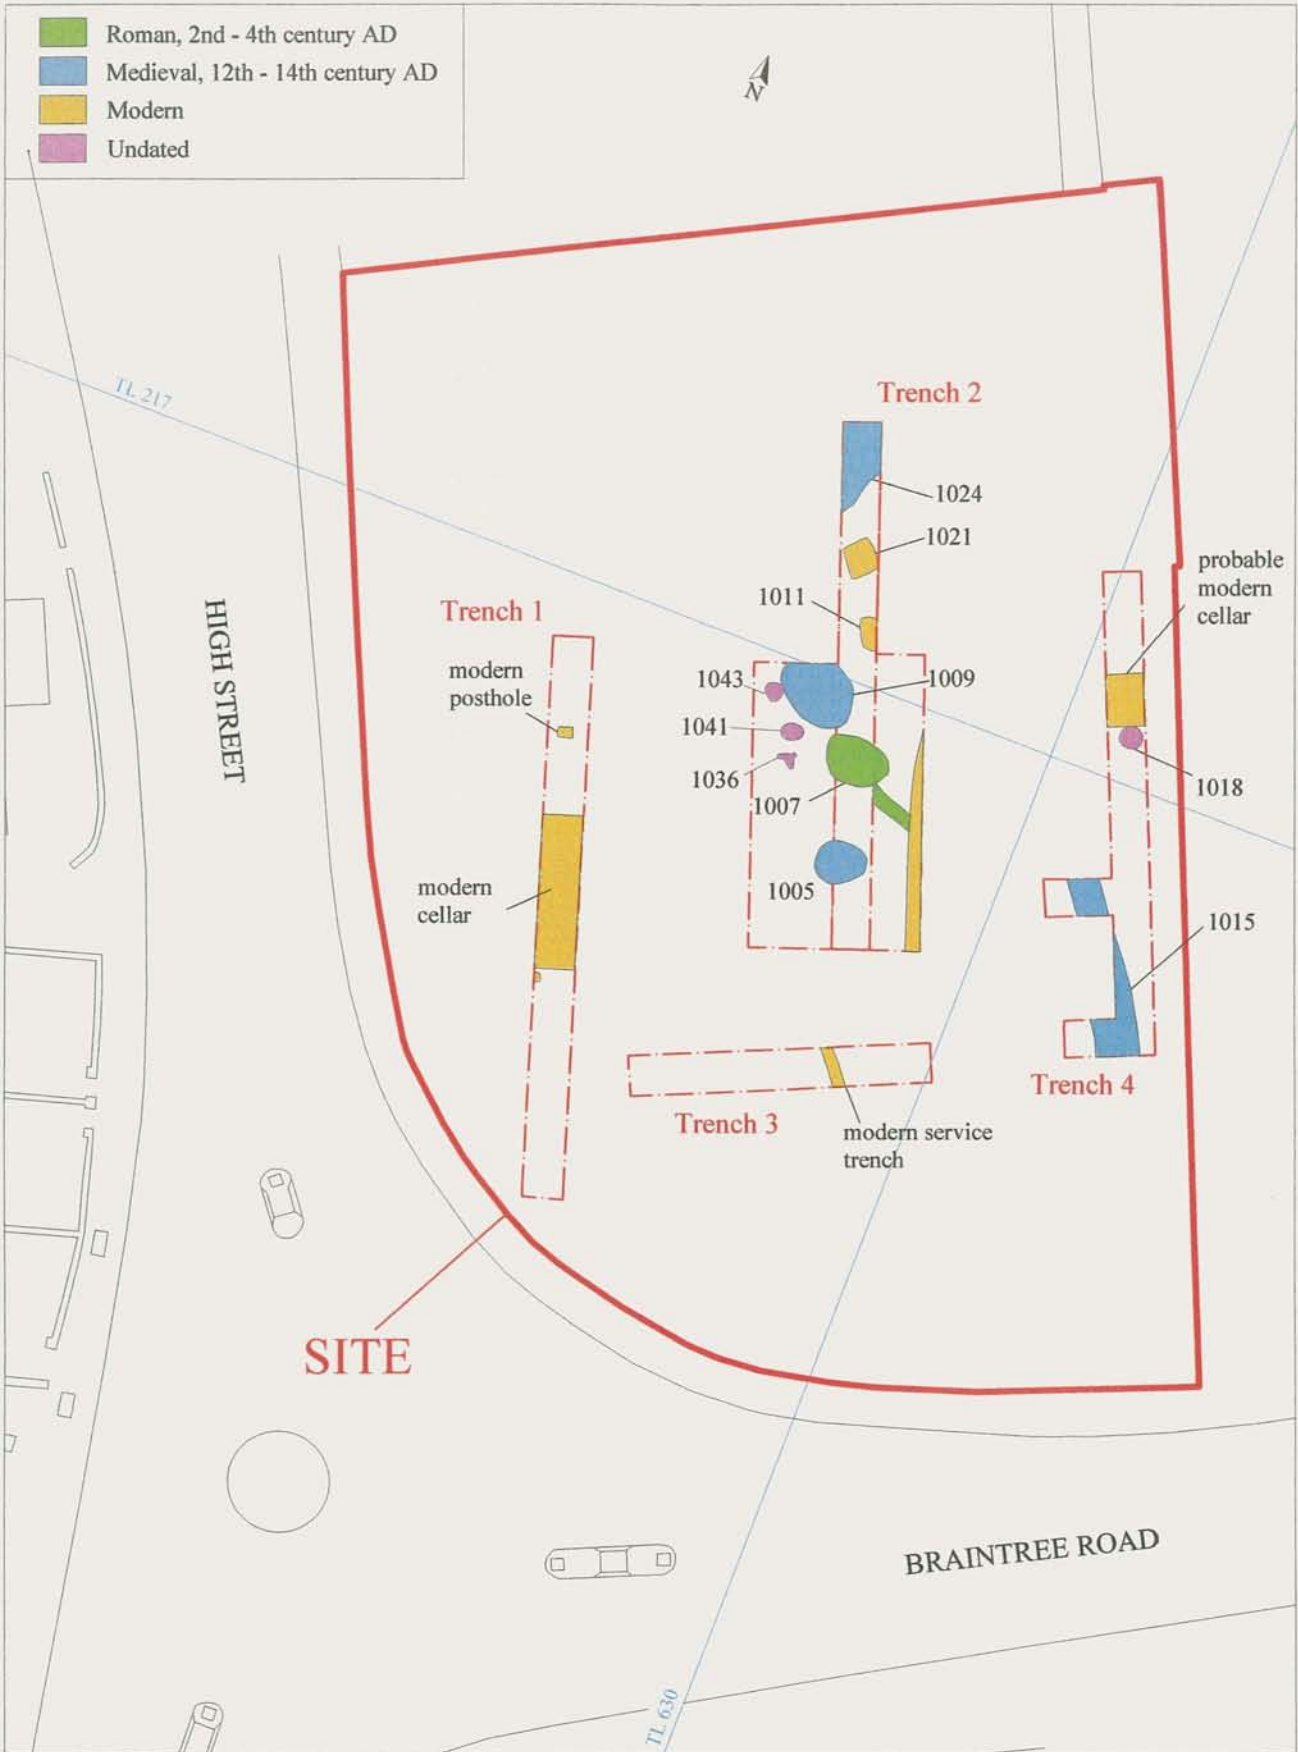 Roman, 2nd - 4th century AD
Medieval, 12th - 14th century AD
Modern
Undated
N
TL 217
Trench 2
1024
1021
1011
probable
modern
cellar
Trench 1
HIGH STREET
modern
posthole
1043
1009
1041
1036
1007
1018
modern
cellar
1005
1015
Trench 4
Trench 3
modern service
trench
SITE
BRAINTREE ROAD
TL 630